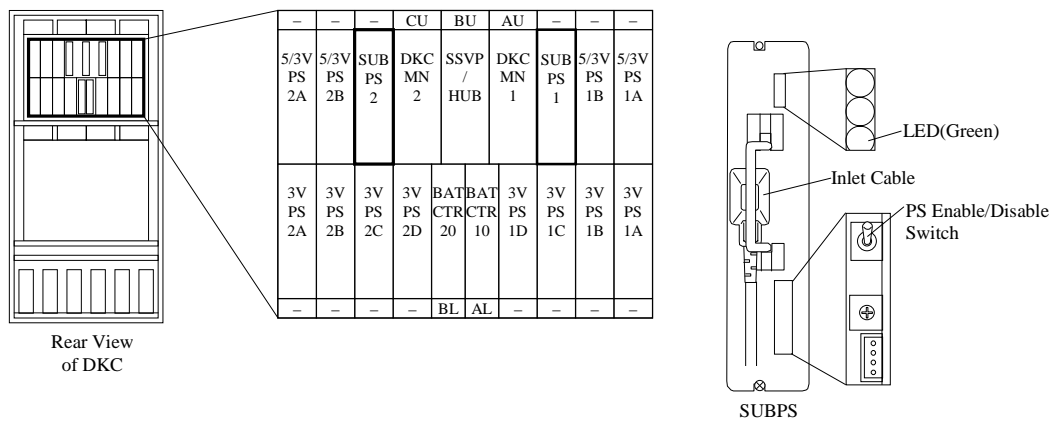 – – – CU BU AU – – –
5/3V 5/3V SUB DKC SSVP DKC SUB 5/3V 5/3V
PS PS PS MN / MN PS PS PS
2A 2B 2 2 HUB 1 1 1B 1A
3V 3V 3V 3V BAT BAT 3V 3V 3V 3V
PS PS PS PS CTR CTR PS PS PS PS
2A 2B 2C 2D 20 10 1D 1C 1B 1A
– – – – BL AL – – – –
Rear View
of DKC
LED(Green)
Inlet Cable
PS Enable/Disable
Switch
SUBPS